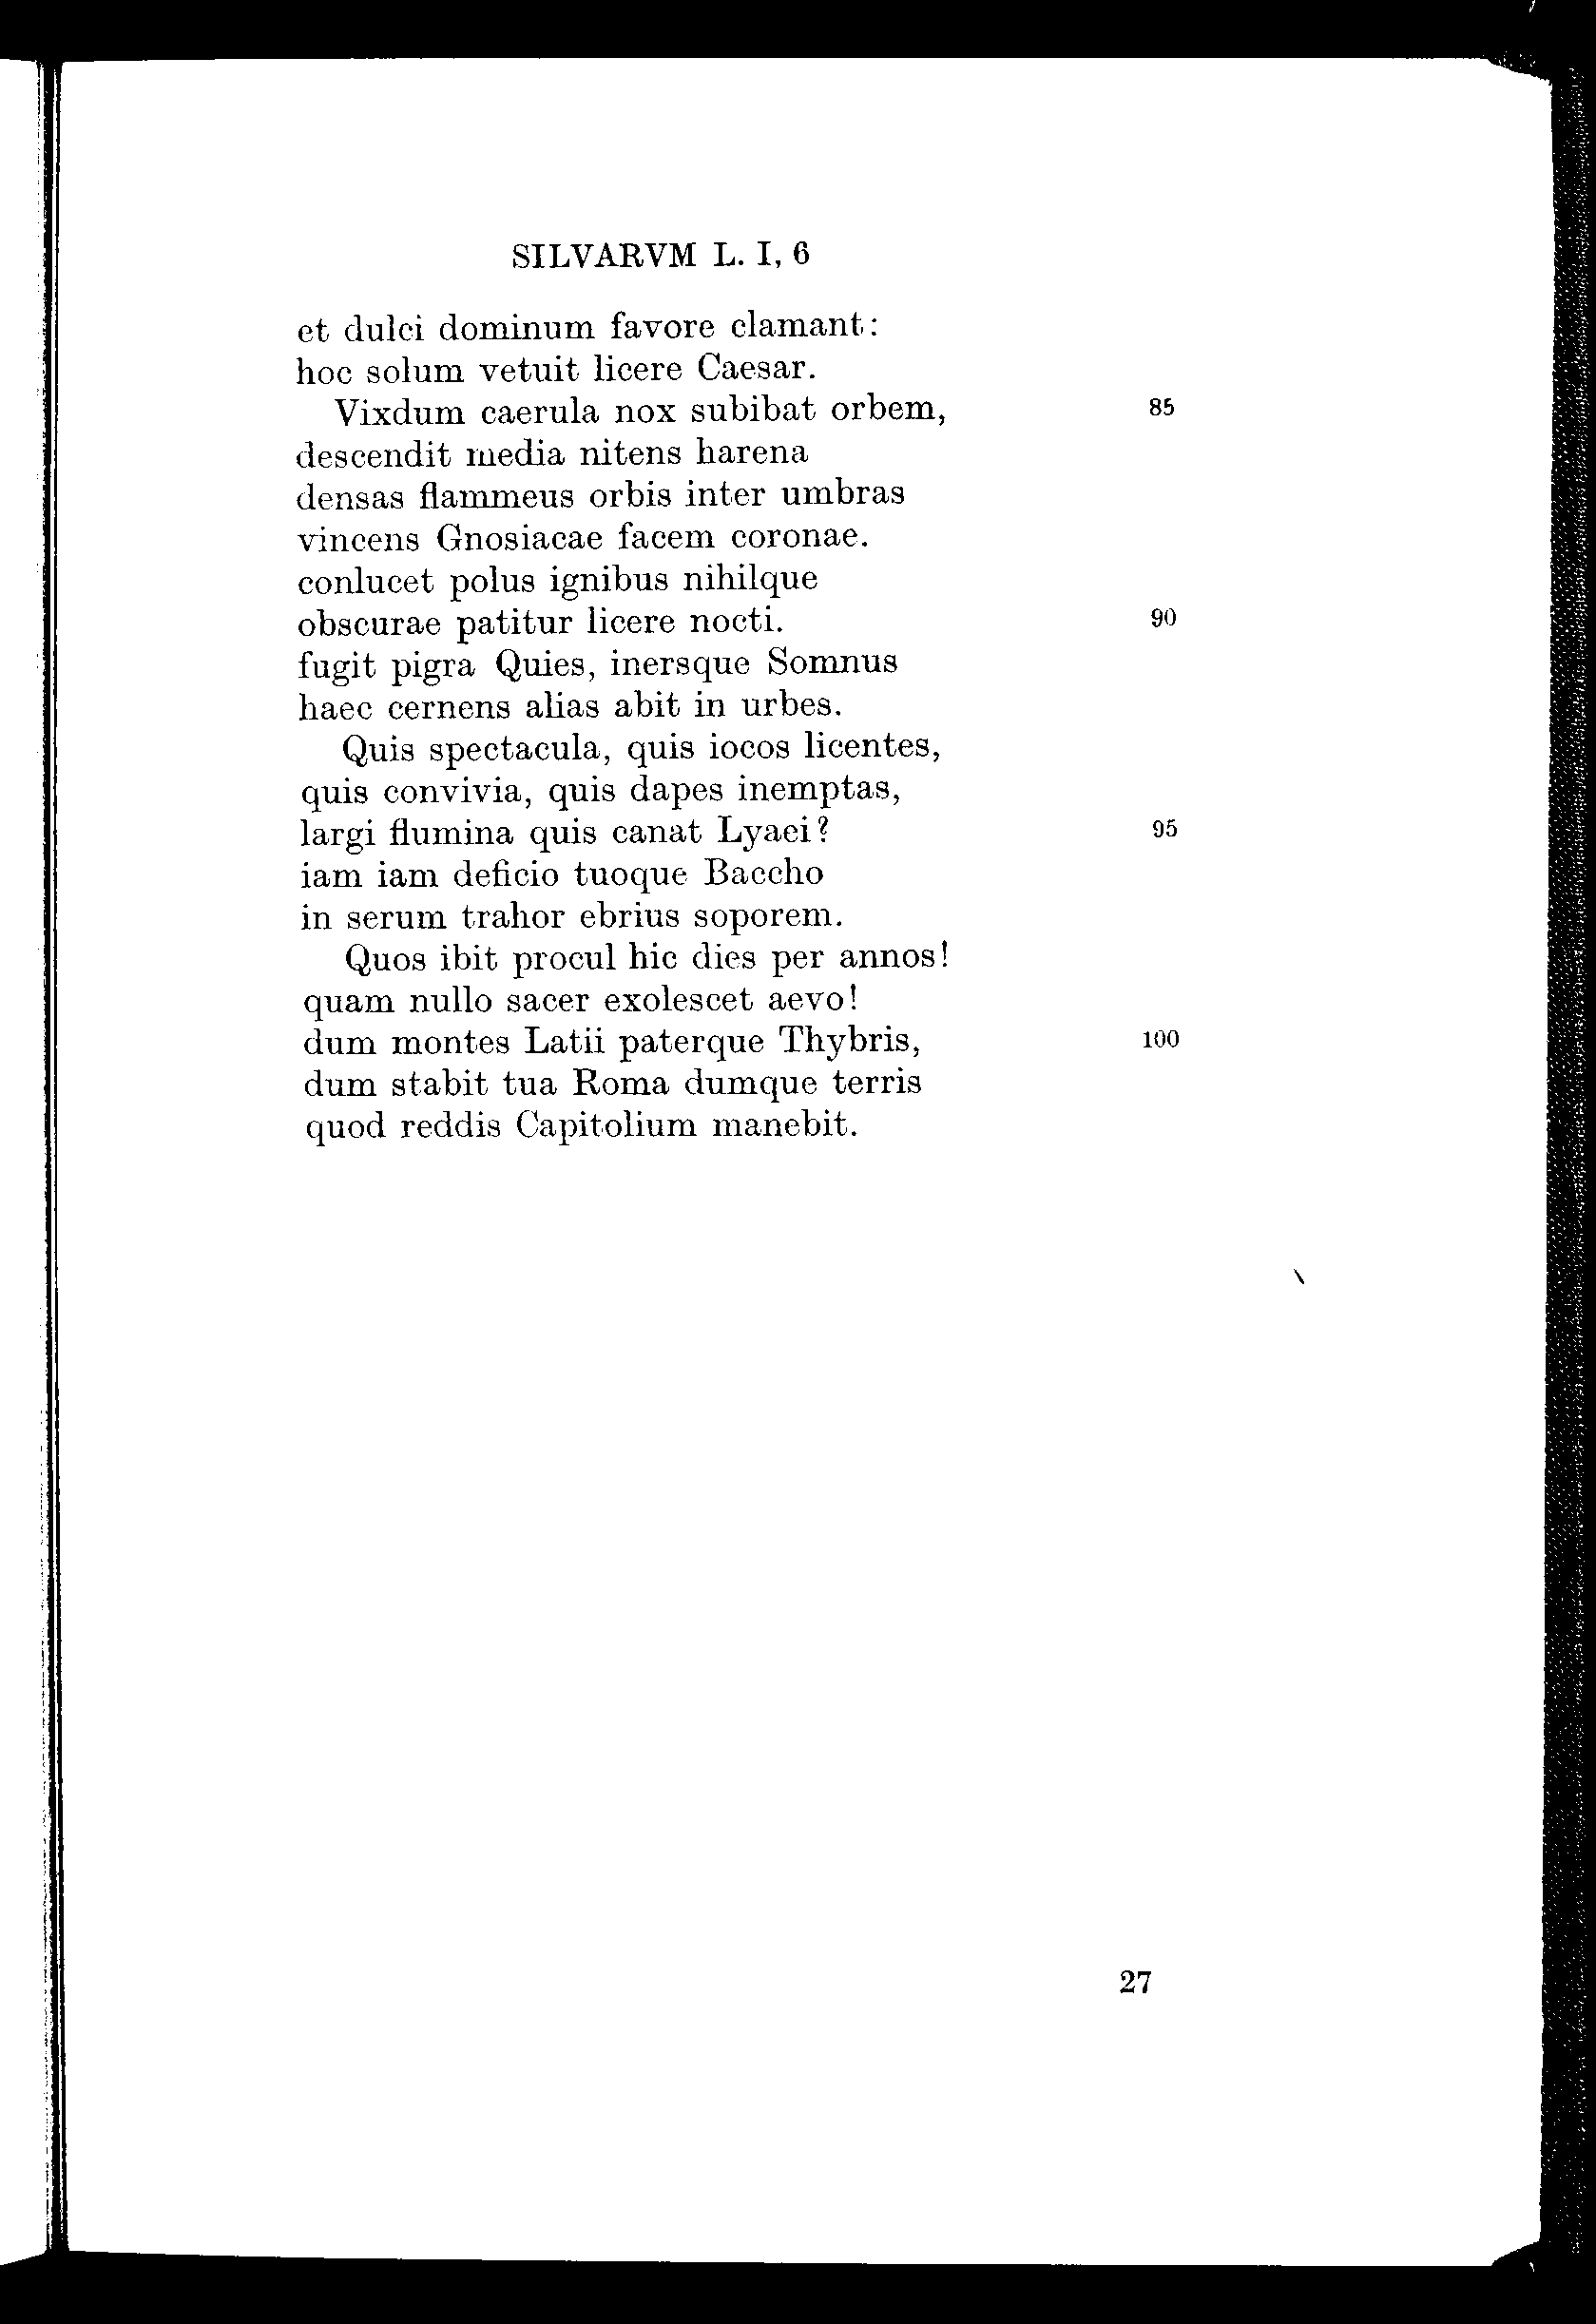 SILVARVM L. I, 6
et dulci dominum favore clamant:
hoc solum vetuit licere Caesar.
Vixdum caerula nox subibat orbem, 85
descendit media nitens harena
densas flammeus orbis inter umbras
vincens Gnosiacae facem coronae.
conlucet polus ignibus nihilque
obscurae patitur licere nocti. 90
fugit pigra Quies, inersque Somnus
haec cernens alias abit in urbes.
Quis spectacula, quis iocos licentes,
quis convivia, quis dapes inemptas,
largi flumina quis canat Lyaei? 95
iam iam deficio tuoque Baccho
in serum trahor ebrius soporem.
Quos ibit procul hic dies per annos!
quam nullo sacer exolescet aevo!
dum montes Latii paterque Thybris, 100
dum stabit tua Roma dumque terris
quod reddis Capitolium manebit.
27